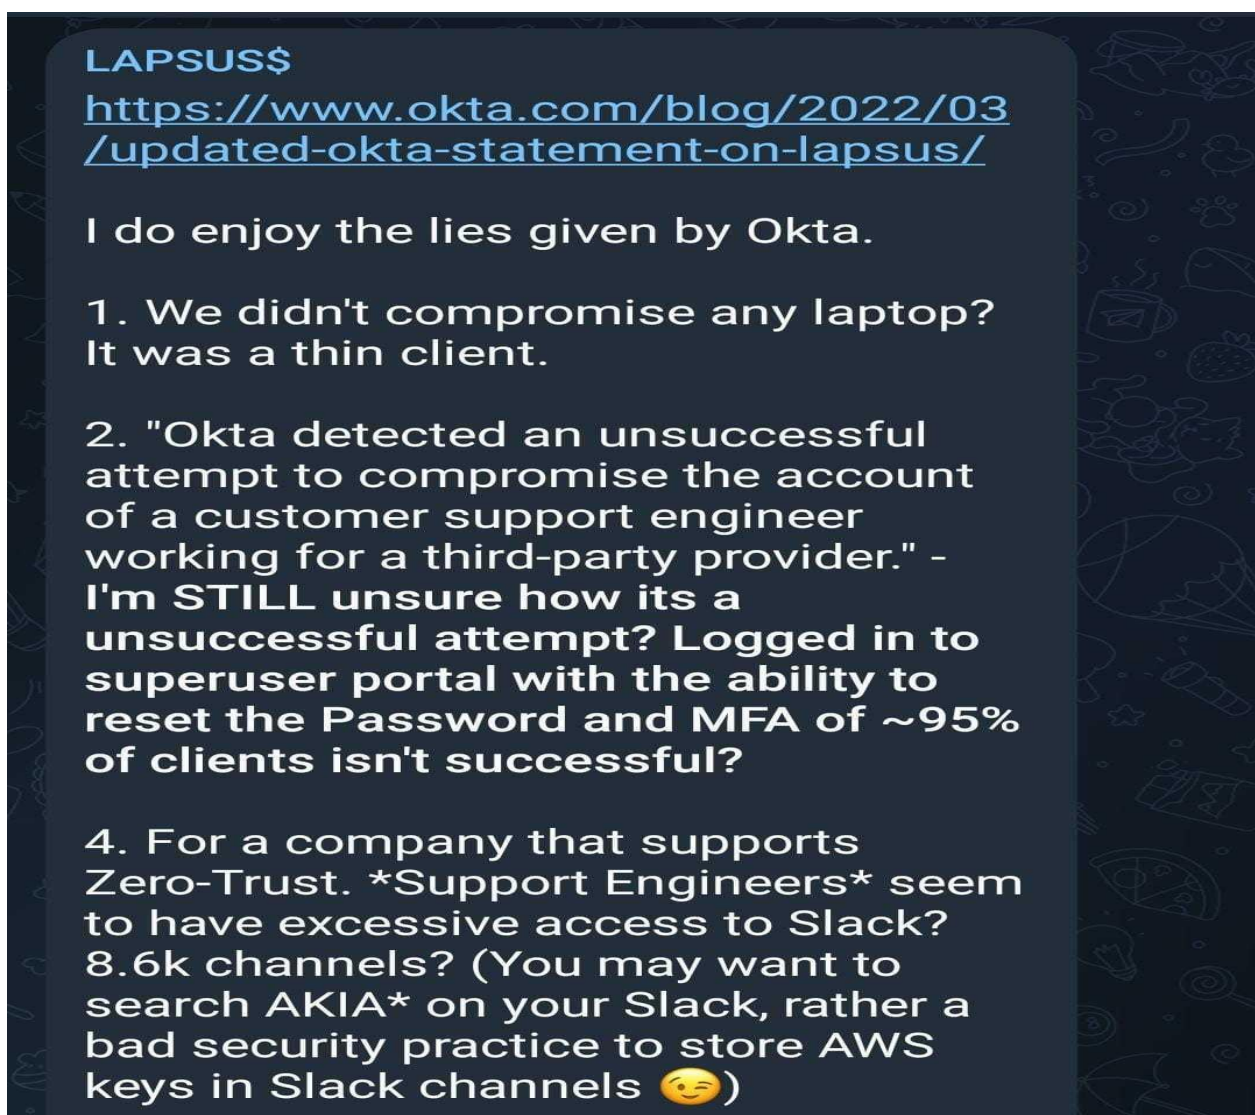 LAPSUS$
https://www.okta.com/blog/2022/03
/updated-okta-statement-on-lapsus/
I do enjoy the lies given by Okta.
1. We didn't compromise any laptop?
It was a thin client.
2. "Okta detected an unsuccessful
attempt to compromise the account
of a customer support engineer
working for a third-party provider." -
I'm STILL unsure how its a
unsuccessful attempt? Logged in to
superuser portal with the ability to
reset the Password and MFA of ~95%
of clients isn't successful?
4. For a company that supports
Zero-Trust. *Support Engineers* seem
to have excessive access to Slack?
8.6k channels? (You may want to
search AKIA* on your Slack, rather a
bad security practice to store AWS
keys in Slack channels 😉)